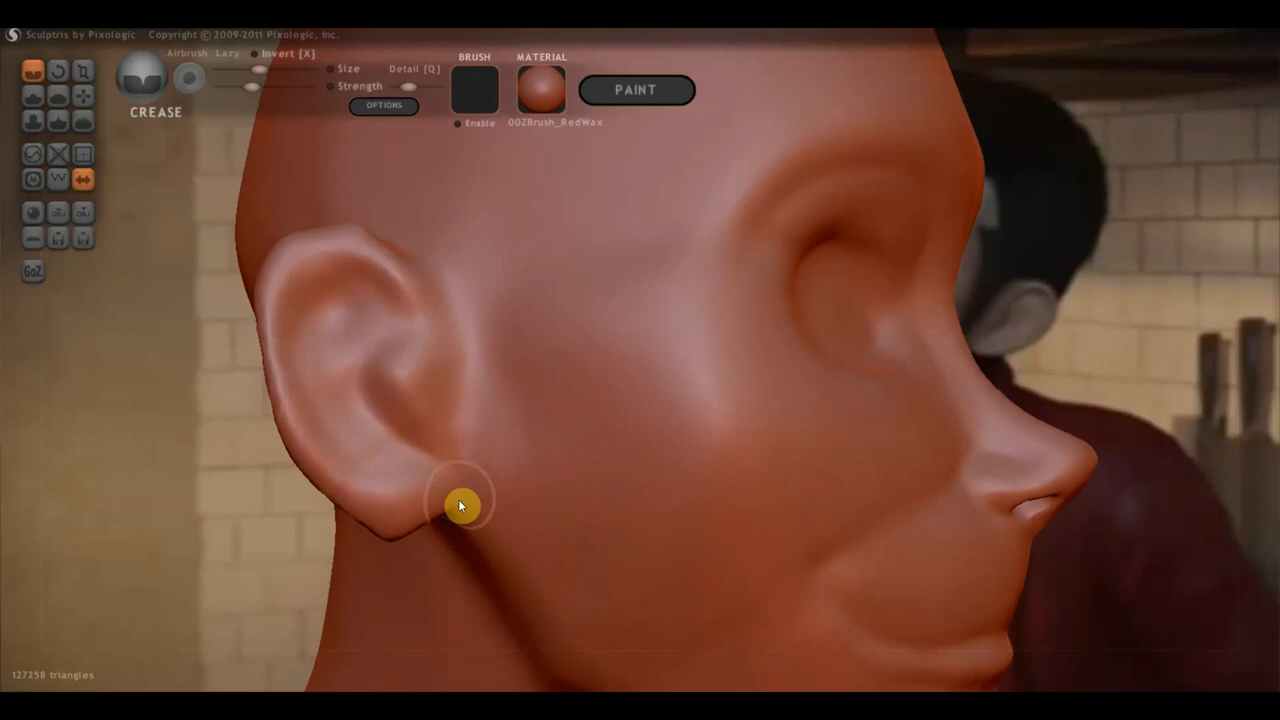 Sculptris by Pixologic Copyright © 2009-2011 Pixologic, Inc.
Airbrush Lazy Invert [X]
Size Detail [Q]
Strength
OPTIONS
CREASE
BRUSH
Enable
MATERIAL
00ZBrush_RedWax
PAINT
GoZ
127258 triangles